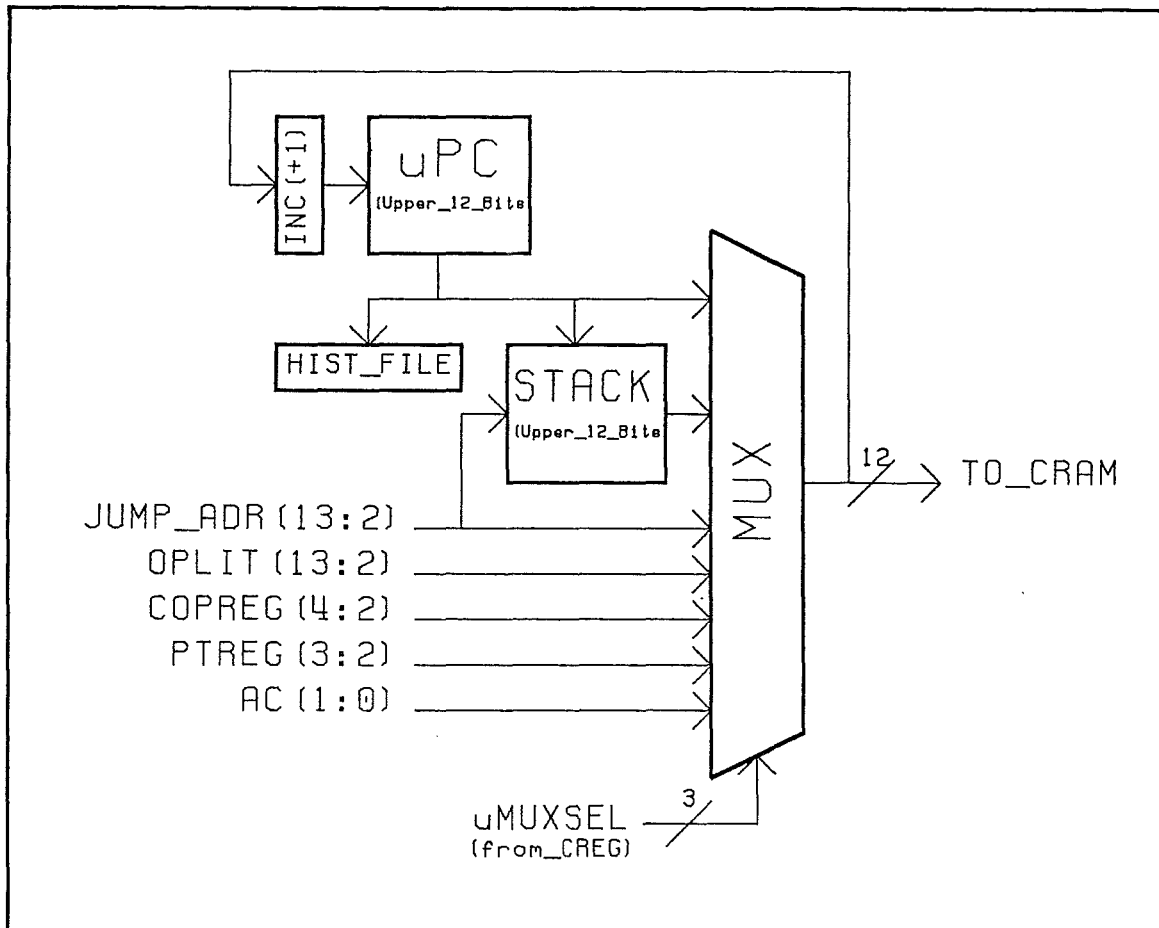 INC(+1)
uPC
(Upper_12_Bits
HIST_FILE
STACK
(Upper_12_Bits
MUX
12
TO_CRAM
JUMP_ADR(13:2)
OPLIT(13:2)
COPREG(4:2)
PTREG(3:2)
AC(1:0)
3
uMUXSEL
(from_CREG)